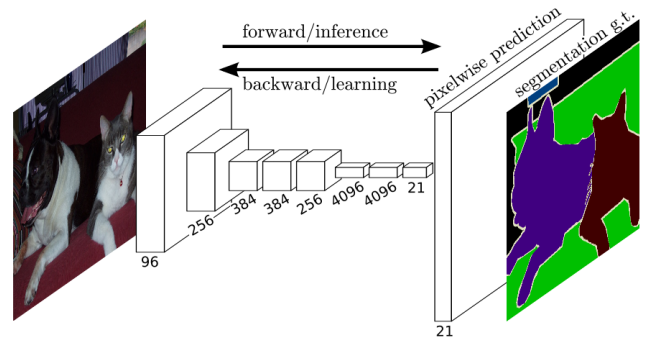 forward/inference
backward/learning
pixelwise prediction
segmentation g.t.
96
256
384
384
256
4096
4096
21
21